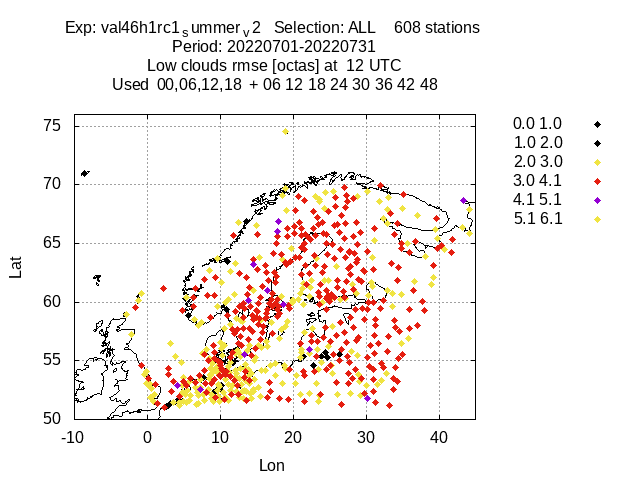 Exp: val46h1rc1summerv2 Selection: ALL 608 stations
Period: 20220701-20220731
Low clouds rmse [octas] at 12 UTC
Used 00,06,12,18 + 06 12 18 24 30 36 42 48
75
70
65
60
55
50
Lat
-10 0 10 20 30 40
Lon
0.0 1.0
1.0 2.0
2.0 3.0
3.0 4.1
4.1 5.1
5.1 6.1